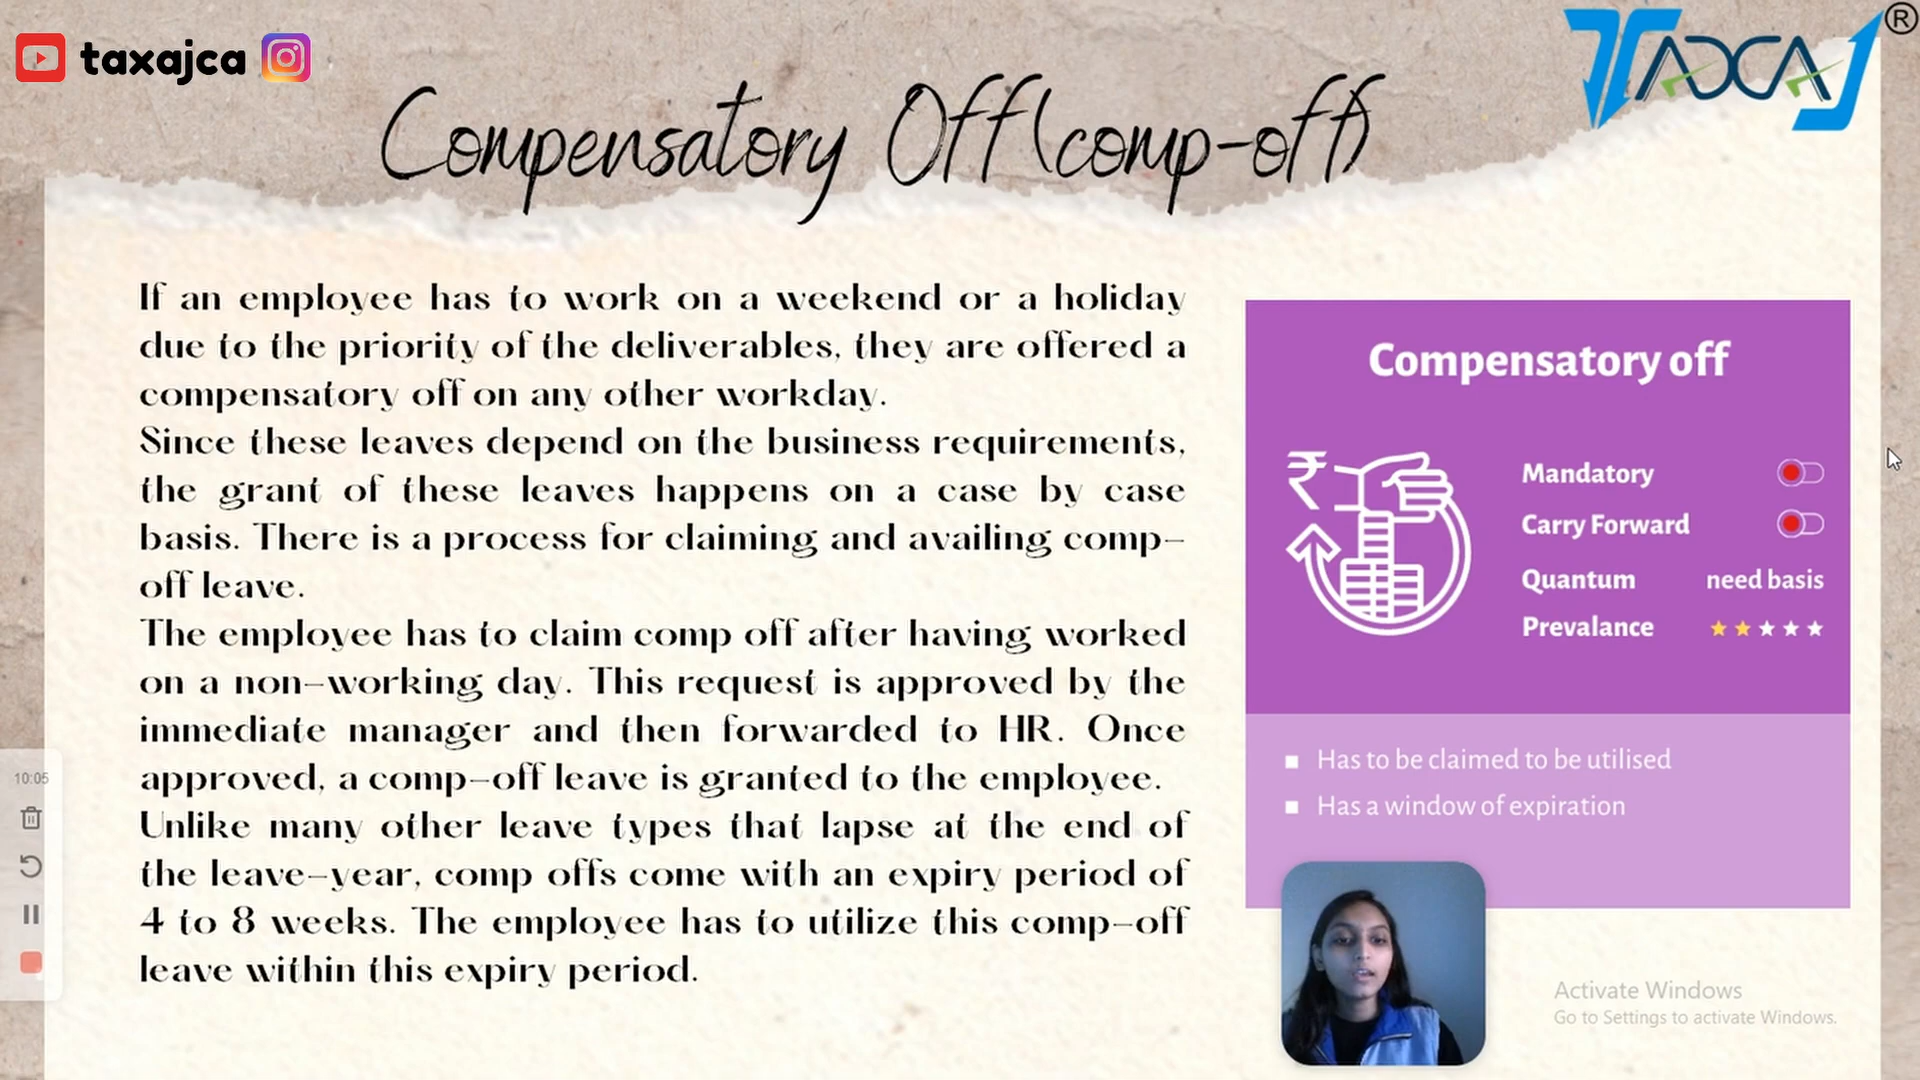 taxajca
TAXAJ®
Compensatory Off(comp-off)
If an employee has to work on a weekend or a holiday
due to the priority of the deliverables, they are offered a
compensatory off on any other workday.
Since these leaves depend on the business requirements,
the grant of these leaves happens on a case by case
basis. There is a process for claiming and availing comp-
off leave.
The employee has to claim comp off after having worked
on a non-working day. This request is approved by the
immediate manager and then forwarded to HR. Once
approved, a comp-off leave is granted to the employee.
Unlike many other leave types that lapse at the end of
the leave-year, comp offs come with an expiry period of
4 to 8 weeks. The employee has to utilize this comp-off
leave within this expiry period.
Compensatory off
₹
Mandatory
Carry Forward
Quantum need basis
Prevalance
Has to be claimed to be utilised
Has a window of expiration
10:05
Activate Windows
Go to Settings to activate Windows.